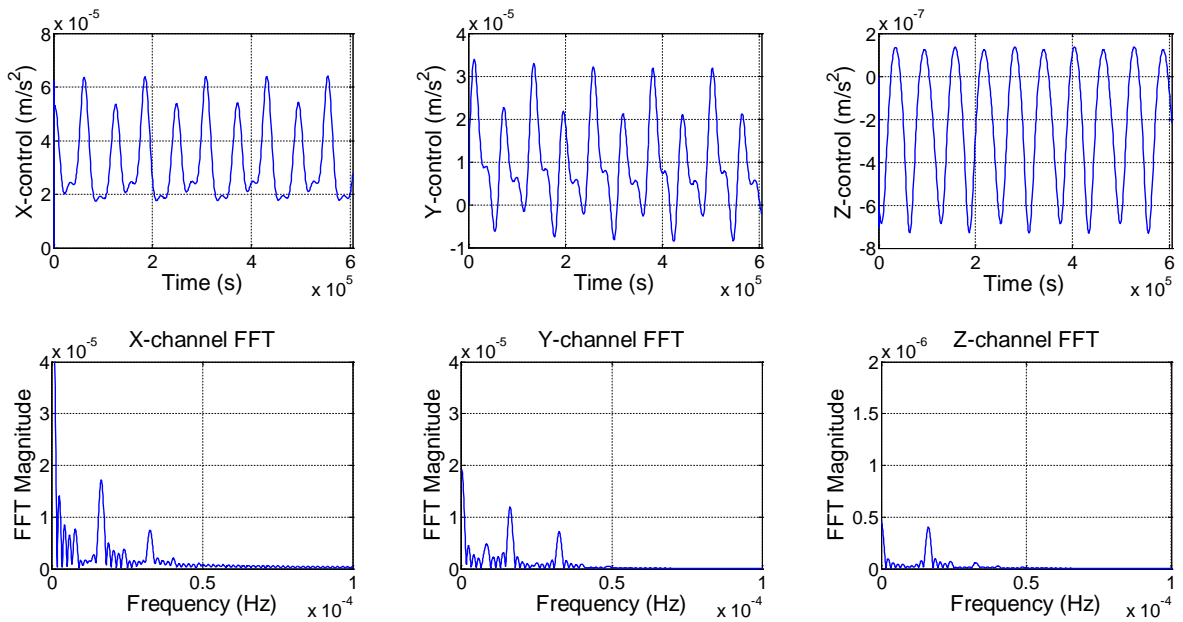 x 10^-5
8
6
4
2
0
X-control (m/s²)
0 2 4 6
Time (s)
x 10^5
x 10^-5
4
3
2
1
0
-1
Y-control (m/s²)
0 2 4 6
Time (s)
x 10^5
x 10^-7
2
0
-2
-4
-6
-8
Z-control (m/s²)
0 2 4 6
Time (s)
x 10^5
X-channel FFT
x 10^-5
4
3
2
1
0
FFT Magnitude
0 0.5 1
Frequency (Hz)
x 10^-4
Y-channel FFT
x 10^-5
4
3
2
1
0
FFT Magnitude
0 0.5 1
Frequency (Hz)
x 10^-4
Z-channel FFT
x 10^-6
2
1.5
1
0.5
0
FFT Magnitude
0 0.5 1
Frequency (Hz)
x 10^-4